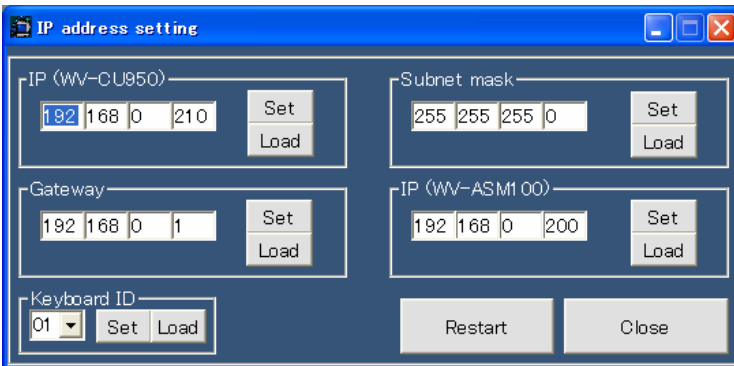 IP address setting
IP (WV-CU950)
192 168 0 210
Set
Load
Subnet mask
255 255 255 0
Set
Load
Gateway
192 168 0 1
Set
Load
IP (WV-ASM100)
192 168 0 200
Set
Load
Keyboard ID
01 Set Load
Restart
Close